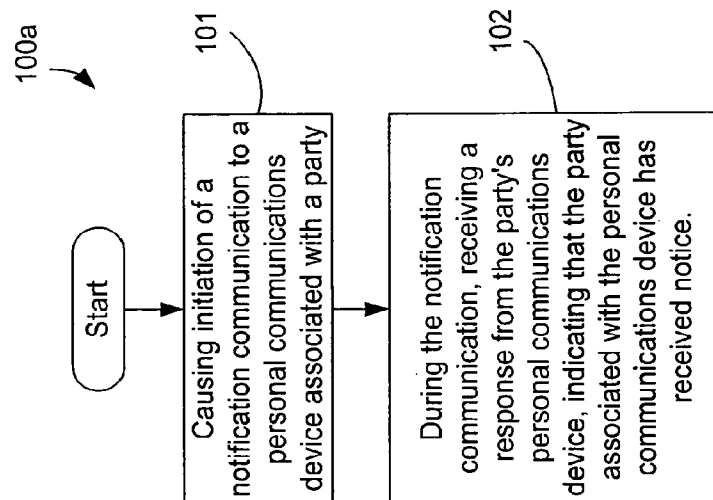 100a
Start
101
Causing initiation of a
notification communication to a
personal communications
device associated with a party
102
During the notification
communication, receiving a
response from the party's
personal communications
device, indicating that the party
associated with the personal
communications device has
received notice.